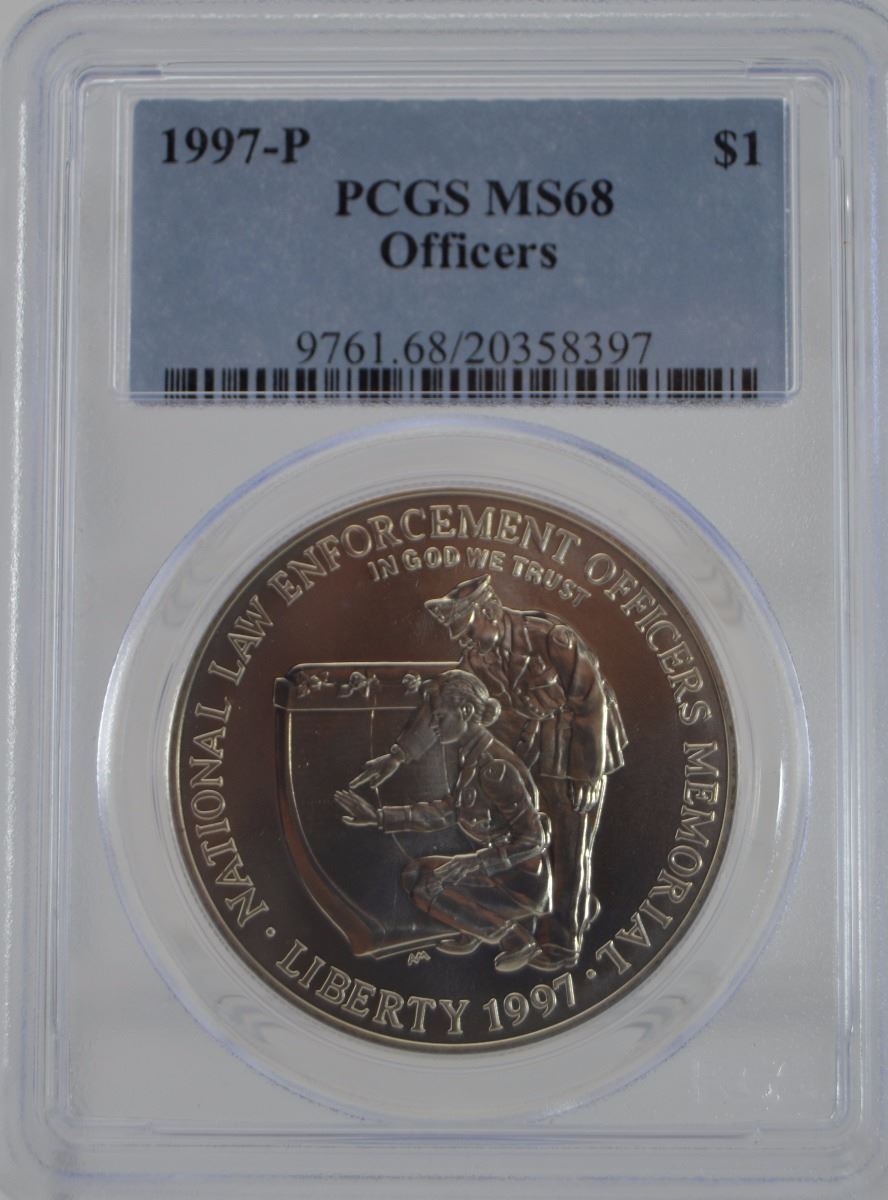 1997-P $1
PCGS MS68
Officers
9761.68/20358397
· NATIONAL LAW ENFORCEMENT OFFICERS MEMORIAL ·
IN GOD WE TRUST
AM
LIBERTY 1997